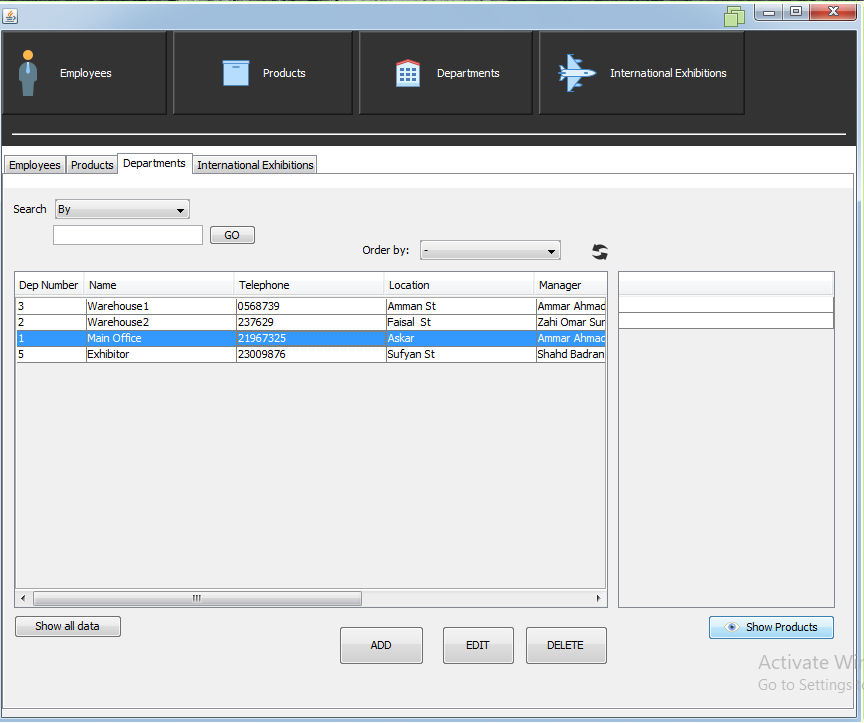 Employees Products Departments International Exhibitions
Employees Products Departments International Exhibitions
Search By
GO
Order by: -
Dep Number Name Telephone Location Manager
3 Warehouse1 0568739 Amman St Ammar Ahmad
2 Warehouse2 237629 Faisal St Zahi Omar Sur
1 Main Office 21967325 Askar Ammar Ahmad
5 Exhibitor 23009876 Sufyan St Shahd Badran
Show all data
Show Products
ADD EDIT DELETE
Activate Wi
Go to Settings